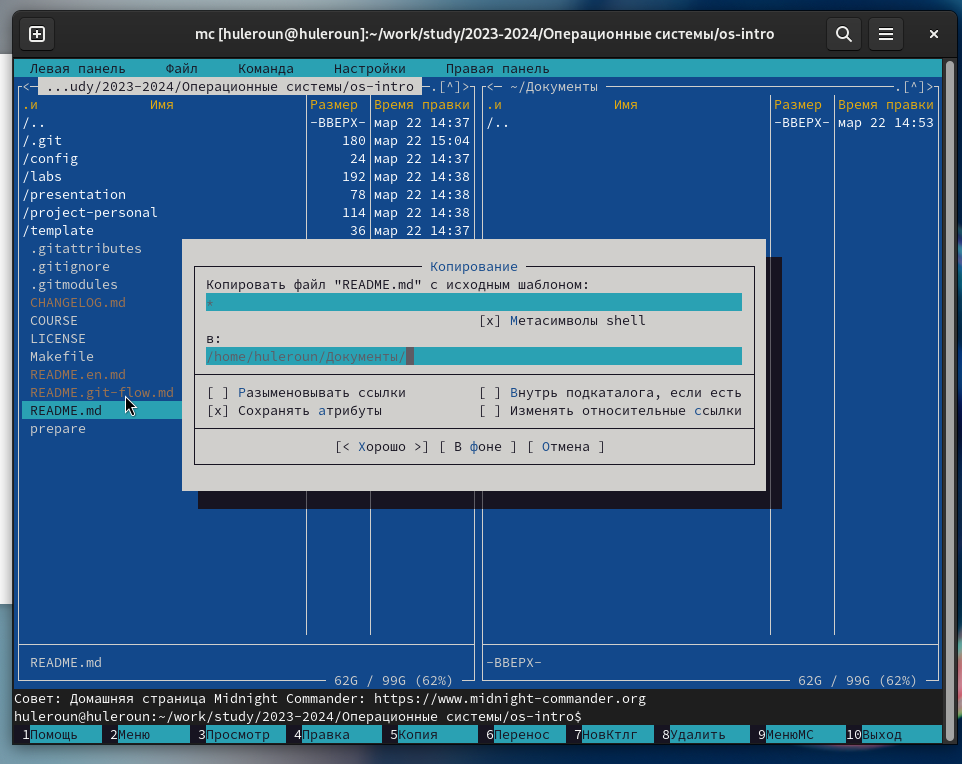 mc [huleroun@huleroun]:~/work/study/2023-2024/Операционные системы/os-intro
Левая панель Файл Команда Настройки Правая панель
<─ ...udy/2023-2024/Операционные системы/os-intro ─.[^]>
.и Имя Размер Время правки
/.. -ВВЕРХ- мар 22 14:37
/.git 180 мар 22 15:04
/config 24 мар 22 14:37
/labs 192 мар 22 14:38
/presentation 78 мар 22 14:38
/project-personal 114 мар 22 14:38
/template 36 мар 22 14:37
.gitattributes
.gitignore
.gitmodules
CHANGELOG.md
COURSE
LICENSE
Makefile
README.en.md
README.git-flow.md
README.md
prepare
README.md
62G / 99G (62%)
<─ ~/Документы .[^]>
.и Имя Размер Время правки
/.. -ВВЕРХ- мар 22 14:53
-ВВЕРХ-
62G / 99G (62%)
Копирование
Копировать файл "README.md" с исходным шаблоном:
*
[x] Метасимволы shell
в:
/home/huleroun/Документы/
[ ] Разыменовывать ссылки [ ] Внутрь подкаталога, если есть
[x] Сохранять атрибуты [ ] Изменять относительные ссылки
[< Хорошо >] [ В фоне ] [ Отмена ]
Совет: Домашняя страница Midnight Commander: https://www.midnight-commander.org
huleroun@huleroun:~/work/study/2023-2024/Операционные системы/os-intro$
1Помощь 2Меню 3Просмотр 4Правка 5Копия 6Перенос 7НовКтлг 8Удалить 9МенюMC 10Выход